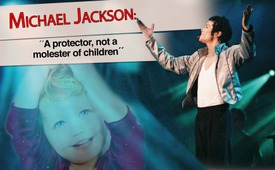 MICHAEL JACKSON:
"A protector, not a
molester of children"